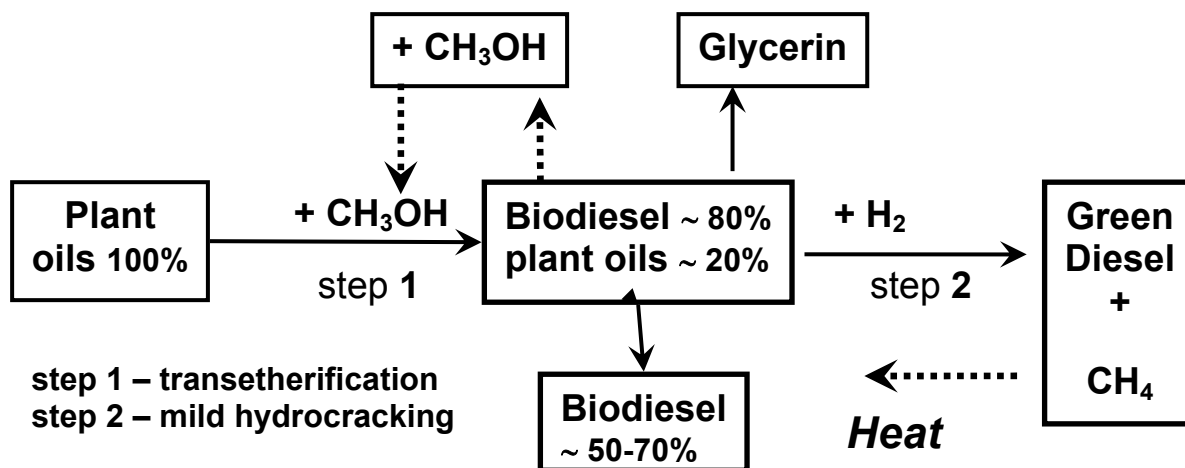 + CH₃OH
Glycerin
Plant
oils 100%
+ CH₃OH
step 1
Biodiesel ~ 80%
plant oils ~ 20%
+ H₂
step 2
Green
Diesel
+
CH₄
Heat
step 1 – transetherification
step 2 – mild hydrocracking
Biodiesel
~ 50-70%